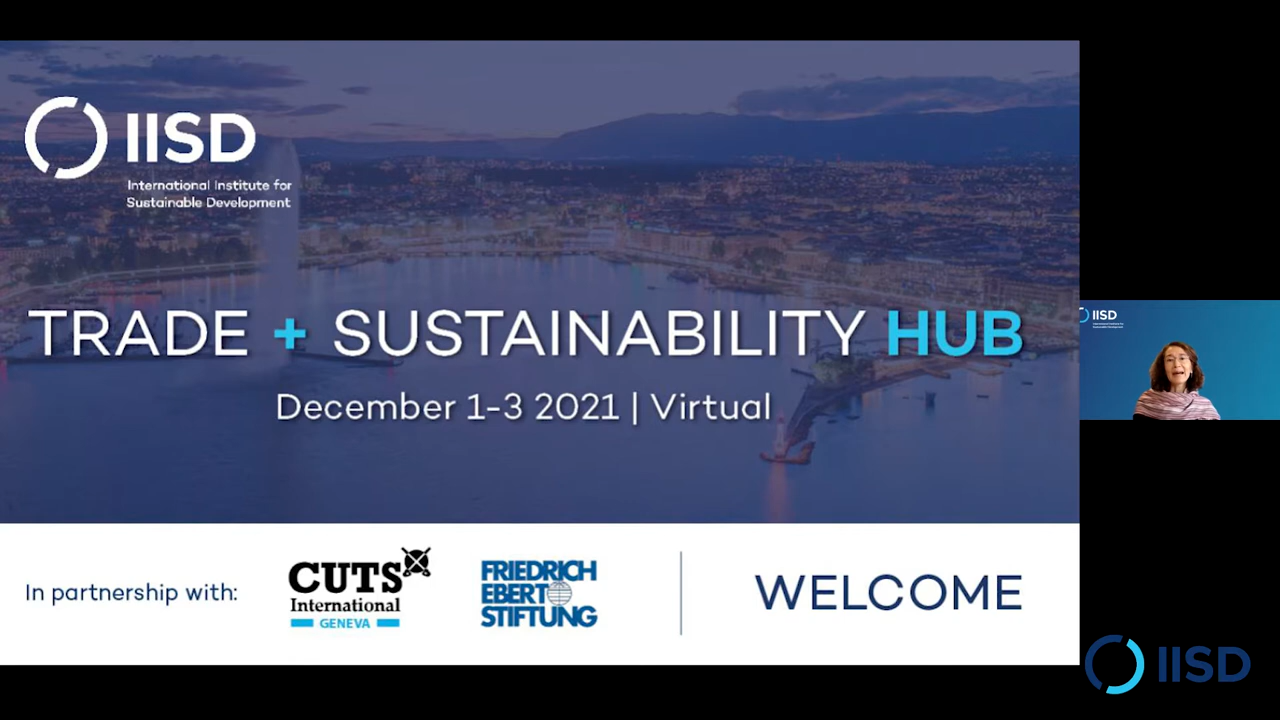 IISD
International Institute for
Sustainable Development
TRADE + SUSTAINABILITY HUB
December 1-3 2021 | Virtual
In partnership with:
CUTS
International
GENEVA
FRIEDRICH
EBERT
STIFTUNG
WELCOME
IISD
IISD